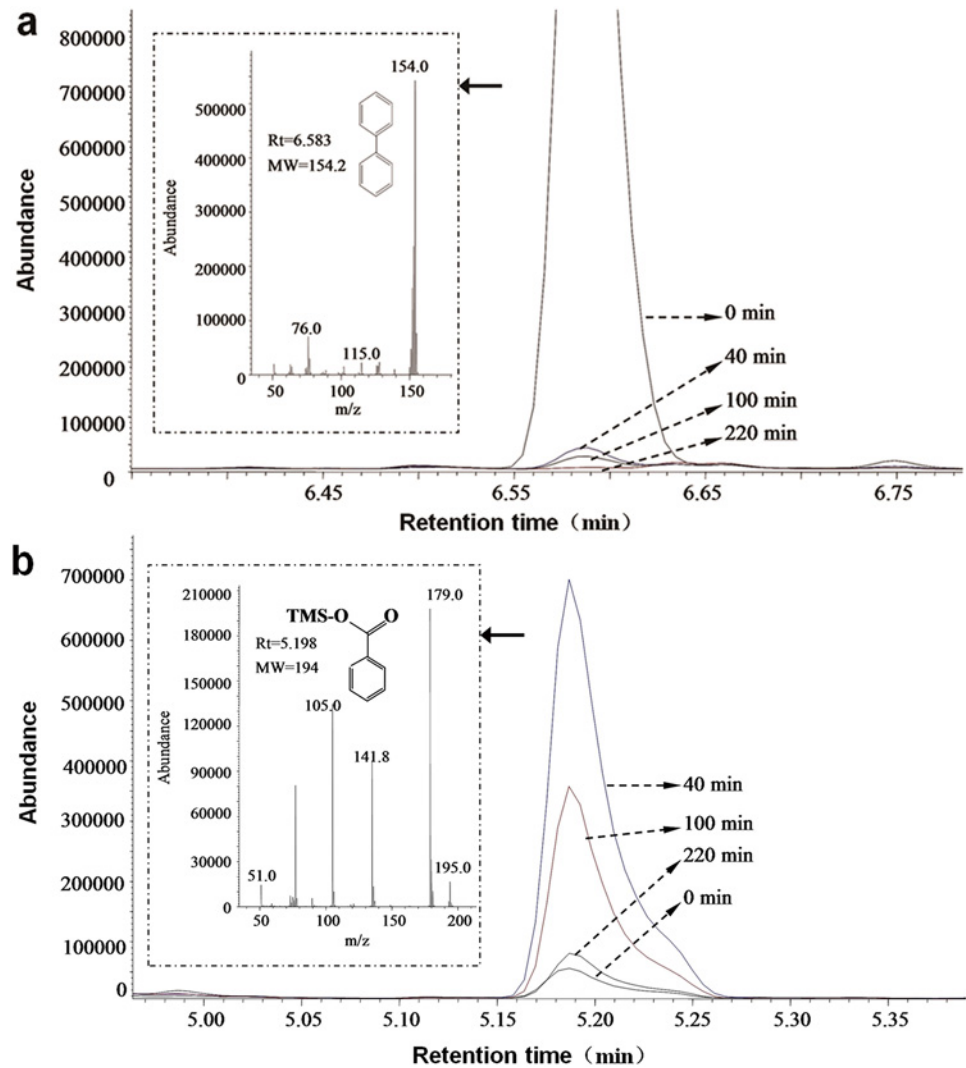 a
Abundance
800000
700000
600000
500000
400000
300000
200000
100000
0
Abundance
500000
400000
300000
200000
100000
0
154.0
Rt=6.583
MW=154.2
76.0
115.0
50
100
150
m/z
0 min
40 min
100 min
220 min
6.45
6.55
6.65
6.75
Retention time（min）
b
Abundance
700000
600000
500000
400000
300000
200000
100000
0
Abundance
210000
180000
150000
120000
90000
60000
30000
0
179.0
TMS-O
O
Rt=5.198
MW=194
105.0
141.8
51.0
195.0
50
100
150
200
m/z
40 min
100 min
220 min
0 min
5.00
5.05
5.10
5.15
5.20
5.25
5.30
5.35
Retention time（min）